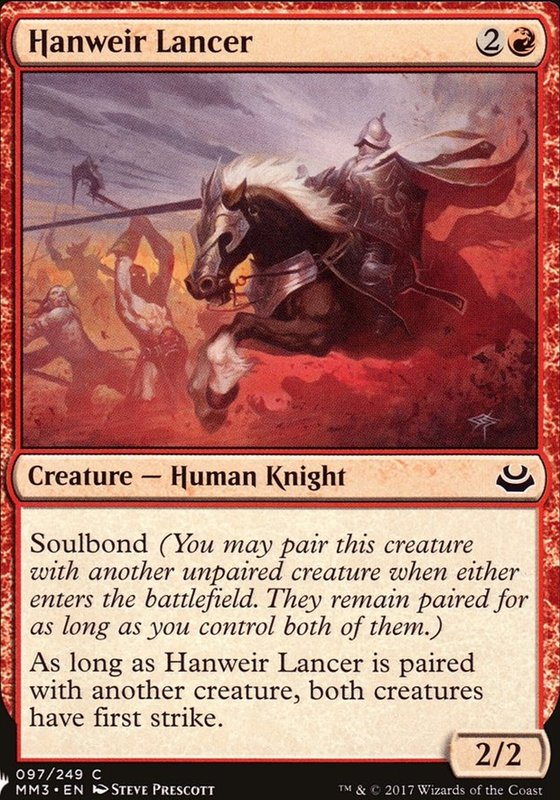 Hanweir Lancer 2
Creature — Human Knight
Soulbond (You may pair this creature
with another unpaired creature when either
enters the battlefield. They remain paired for
as long as you control both of them.)
As long as Hanweir Lancer is paired
with another creature, both creatures
have first strike.
2/2
097/249 C
MM3 • EN STEVE PRESCOTT
™ & © 2017 Wizards of the Coast